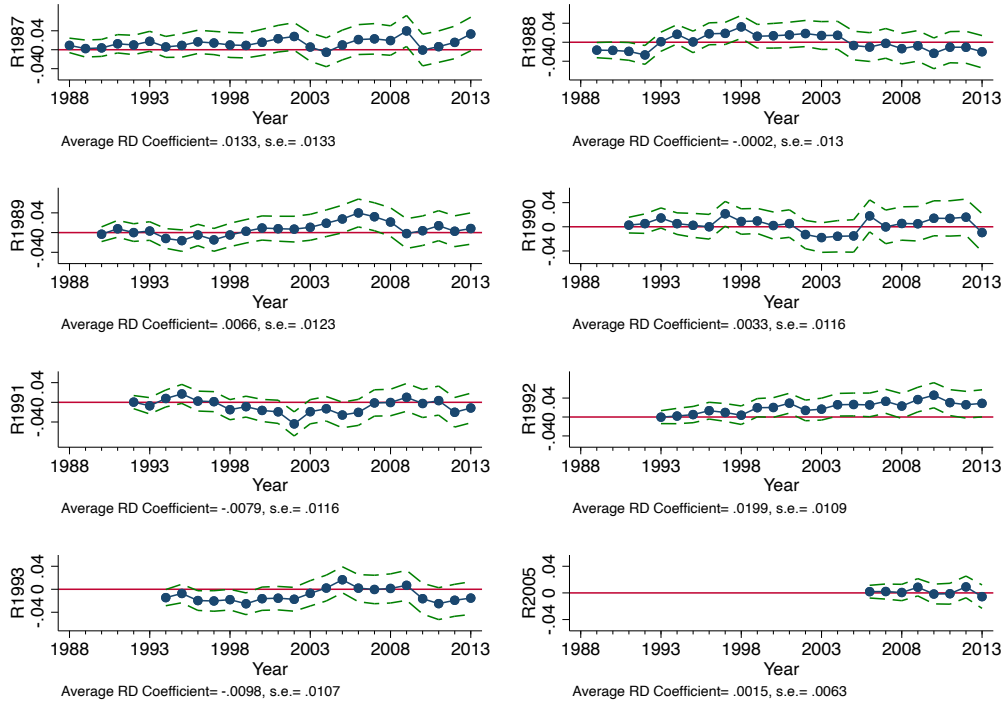 R1987
-.04 0 .04
1988 1993 1998 2003 2008 2013
Year
Average RD Coefficient= .0133, s.e.= .0133
R1988
-.04 0 .04
1988 1993 1998 2003 2008 2013
Year
Average RD Coefficient= -.0002, s.e.= .013
R1989
-.04 0 .04
1988 1993 1998 2003 2008 2013
Year
Average RD Coefficient= .0066, s.e.= .0123
R1990
-.04 0 .04
1988 1993 1998 2003 2008 2013
Year
Average RD Coefficient= .0033, s.e.= .0116
R1991
-.04 0 .04
1988 1993 1998 2003 2008 2013
Year
Average RD Coefficient= -.0079, s.e.= .0116
R1992
-.04 0 .04
1988 1993 1998 2003 2008 2013
Year
Average RD Coefficient= .0199, s.e.= .0109
R1993
-.04 0 .04
1988 1993 1998 2003 2008 2013
Year
Average RD Coefficient= -.0098, s.e.= .0107
R2005
-.04 0 .04
1988 1993 1998 2003 2008 2013
Year
Average RD Coefficient= .0015, s.e.= .0063